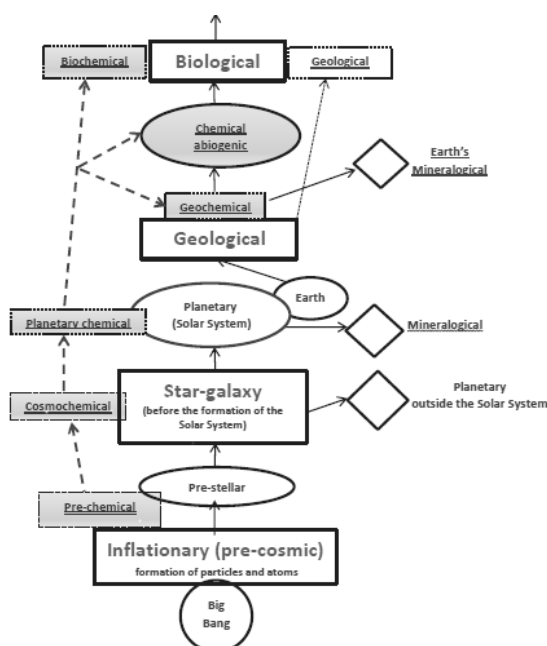 Biochemical
Biological
Geological
Chemical
abiogenic
Earth's
Mineralogical
Geochemical
Geological
Earth
Planetary
(Solar System)
Planetary chemical
Mineralogical
Star-galaxy
(before the formation of the
Solar System)
Planetary
outside the Solar System
Cosmochemical
Pre-stellar
Pre-chemical
Inflationary (pre-cosmic)
formation of particles and atoms
Big
Bang